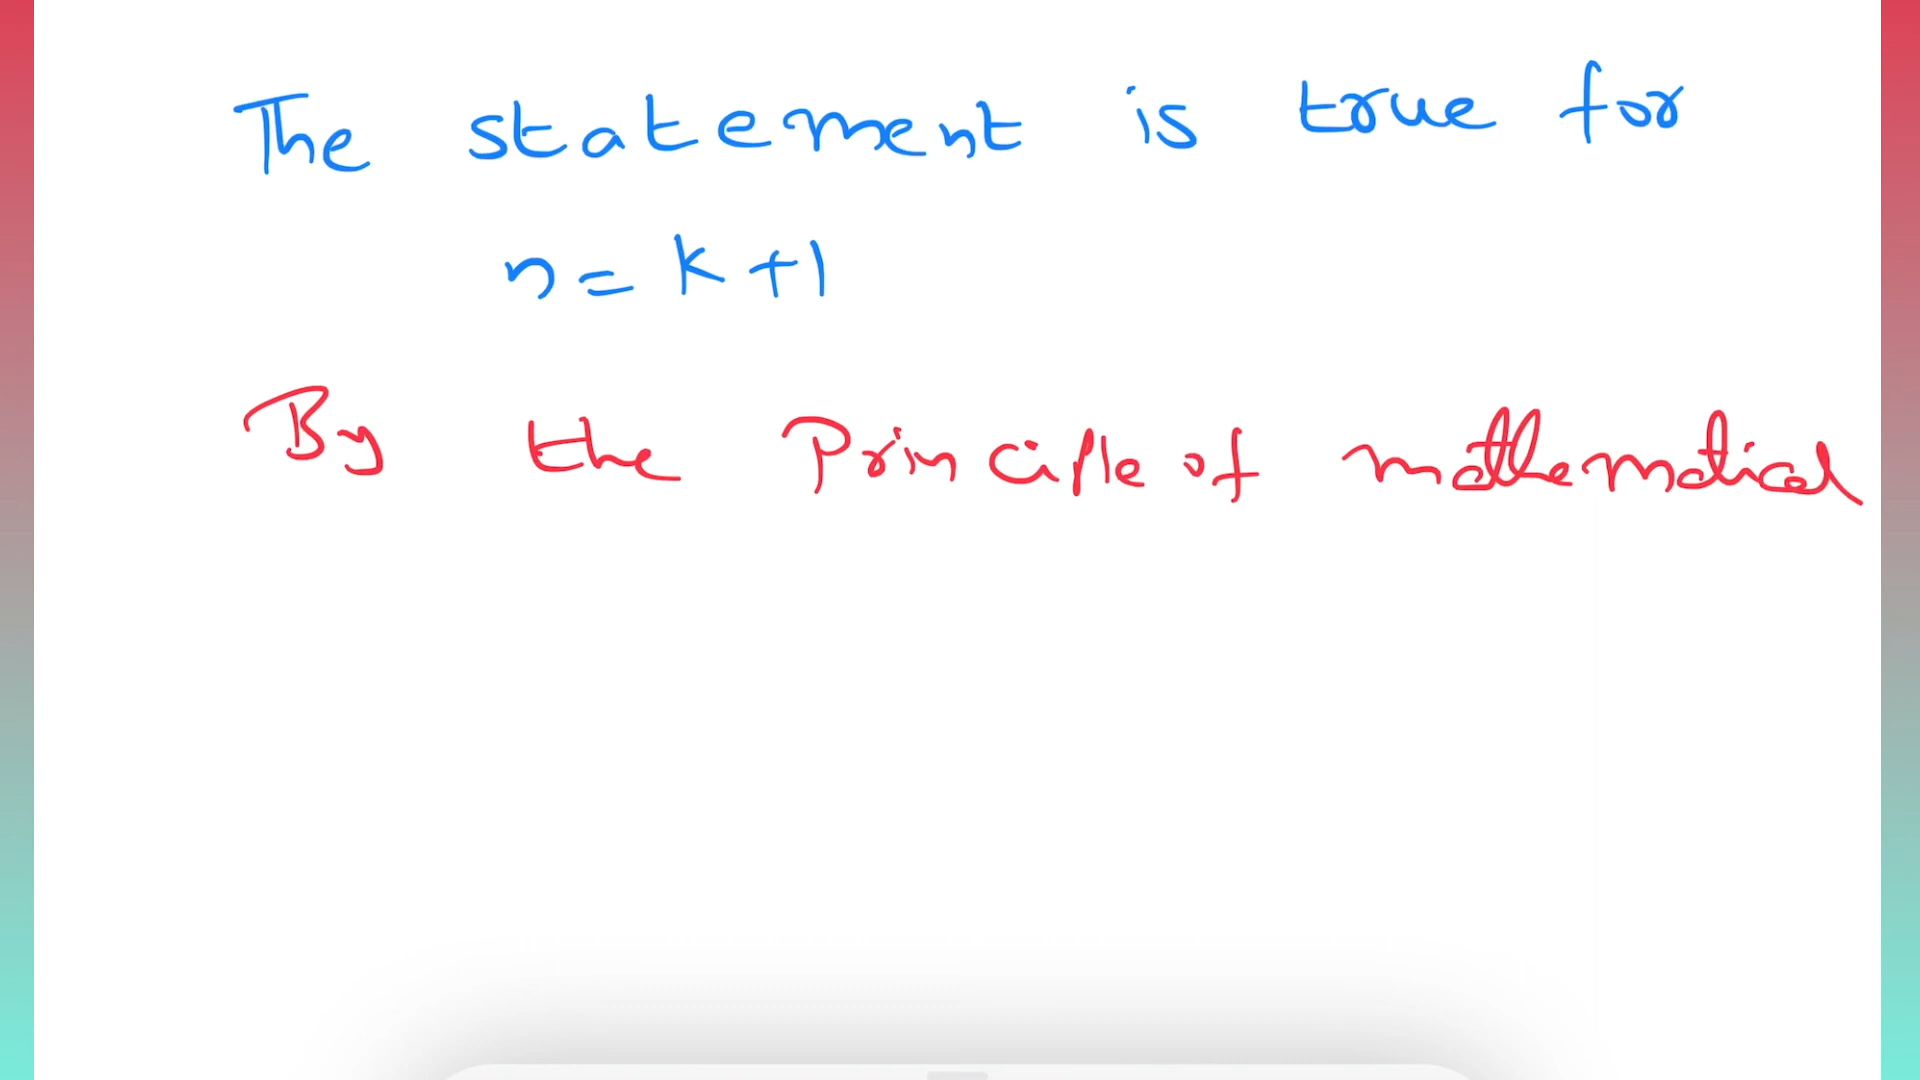 The statement is true for
n = k + 1
By the Principle of mathematical